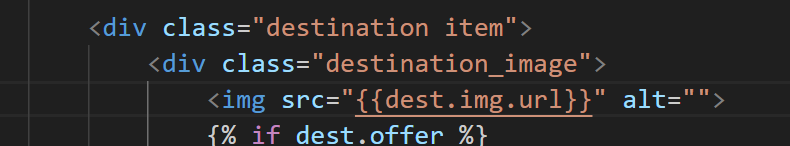 <div class="destination item">
<div class="destination_image">
<img src="{{dest.img.url}}" alt="">
{% if dest.offer %}